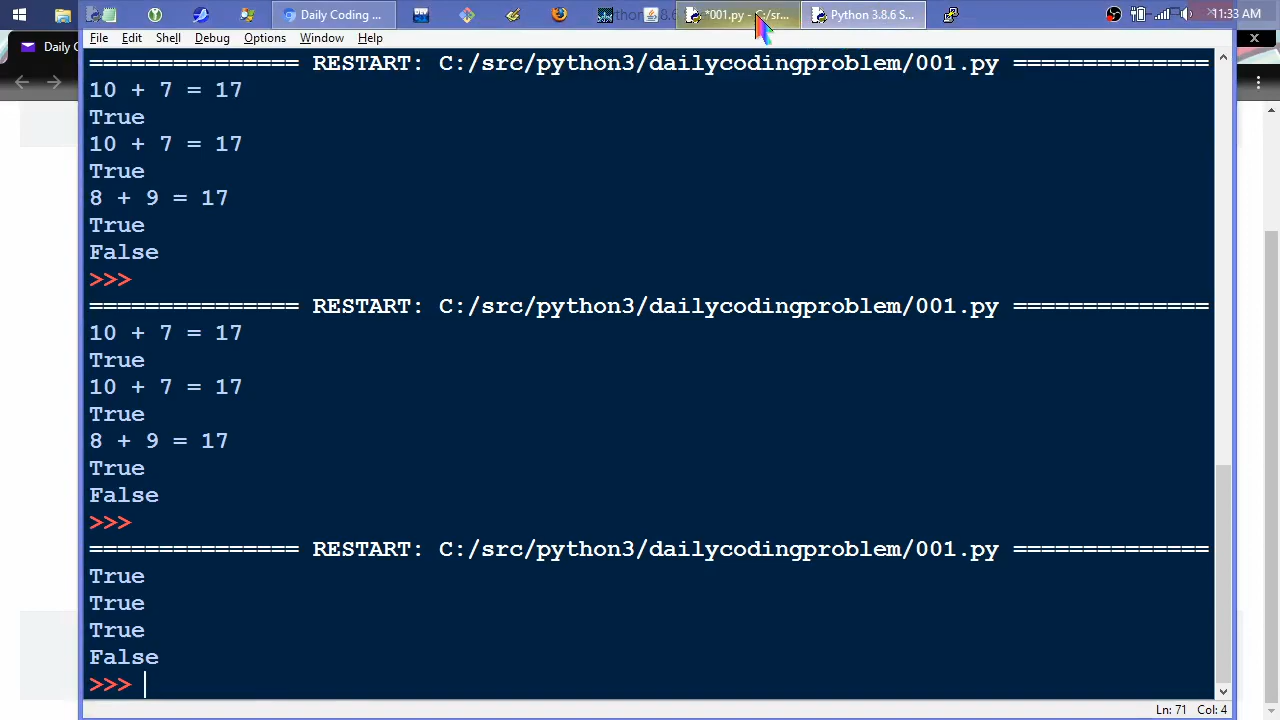 Daily Coding ...
*001.py - C:/sr...
Python 3.8.6 S...
11:33 AM
File Edit Shell Debug Options Window Help
Daily C
=============== RESTART: C:/src/python3/dailycodingproblem/001.py ==============
10 + 7 = 17
True
10 + 7 = 17
True
8 + 9 = 17
True
False
>>>
=============== RESTART: C:/src/python3/dailycodingproblem/001.py ==============
10 + 7 = 17
True
10 + 7 = 17
True
8 + 9 = 17
True
False
>>>
=============== RESTART: C:/src/python3/dailycodingproblem/001.py ==============
True
True
True
False
>>>
Ln: 71 Col: 4